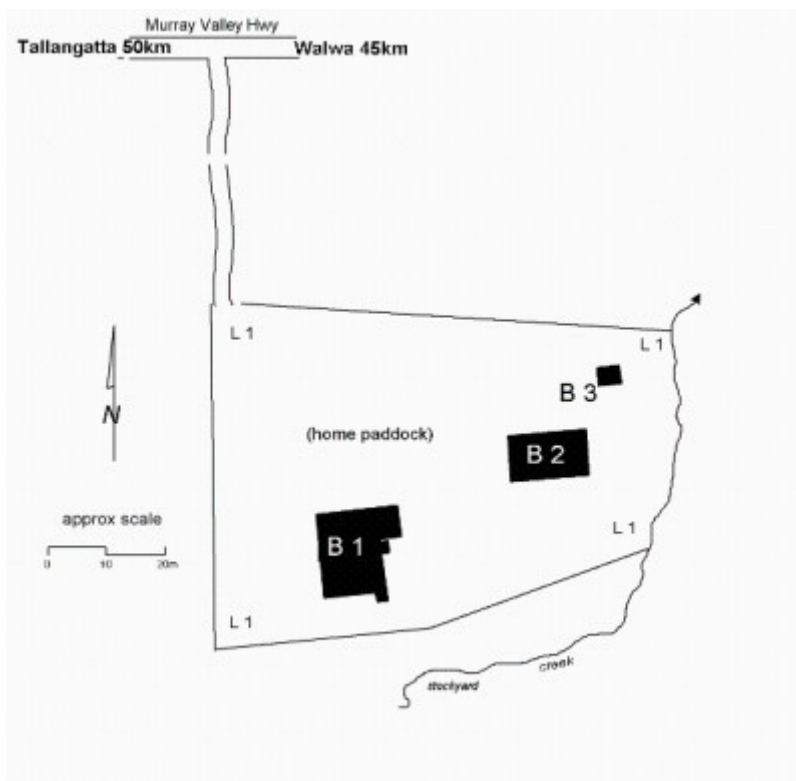 Murray Valley Hwy
Tallangatta 50km
Walwa 45km
L 1
L 1
B 3
N
(home paddock)
B 2
approx scale
0 10 20m
L 1
B 1
L 1
creek
stockyard